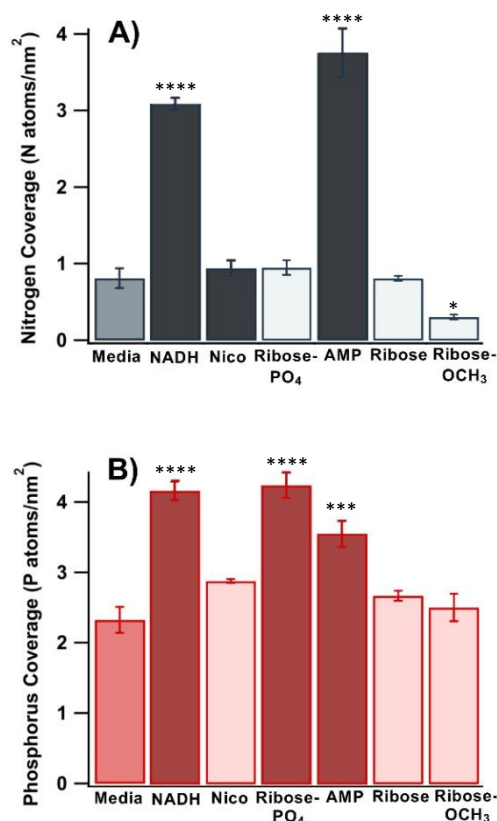 A)
Nitrogen Coverage (N atoms/nm²)
4
3
2
1
0
****
****
*
Media NADH Nico Ribose-PO₄ AMP Ribose Ribose-OCH₃
B)
Phosphorus Coverage (P atoms/nm²)
4
3
2
1
0
****
****
***
Media NADH Nico Ribose-PO₄ AMP Ribose Ribose-OCH₃